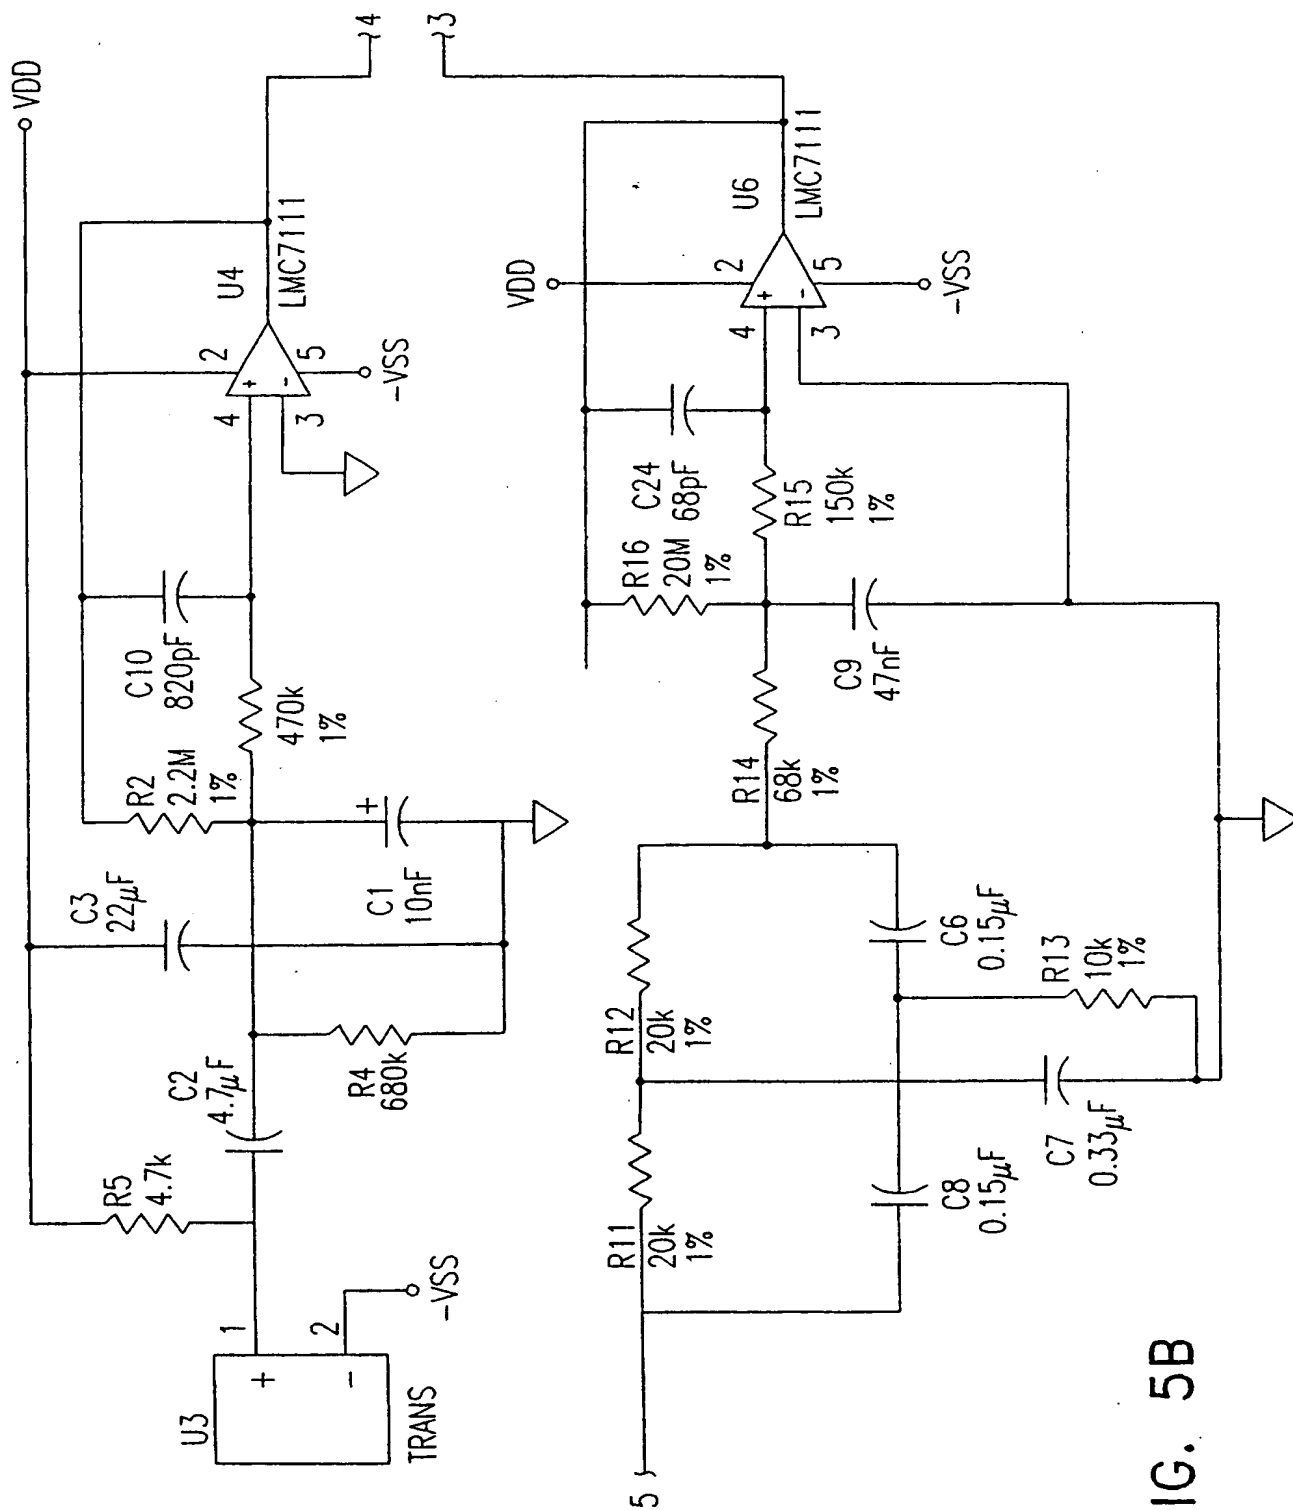 VDD
4
3
U4
LMC7111
2
4
+
-
3
5
-VSS
C10
820pF
470k
1%
R2
2.2M
1%
C3
22µF
+
C1
10nF
C2
4.7µF
R4
680k
R5
4.7k
U3
1
+
-
2
-VSS
TRANS
VDD
U6
LMC7111
2
4
+
-
3
5
-VSS
C24
68pF
R16
20M
1%
R15
150k
1%
C9
47nF
R14
68k
1%
R12
20k
1%
R11
20k
1%
C6
0.15µF
R13
10k
1%
C7
0.33µF
C8
0.15µF
5
IG. 5B